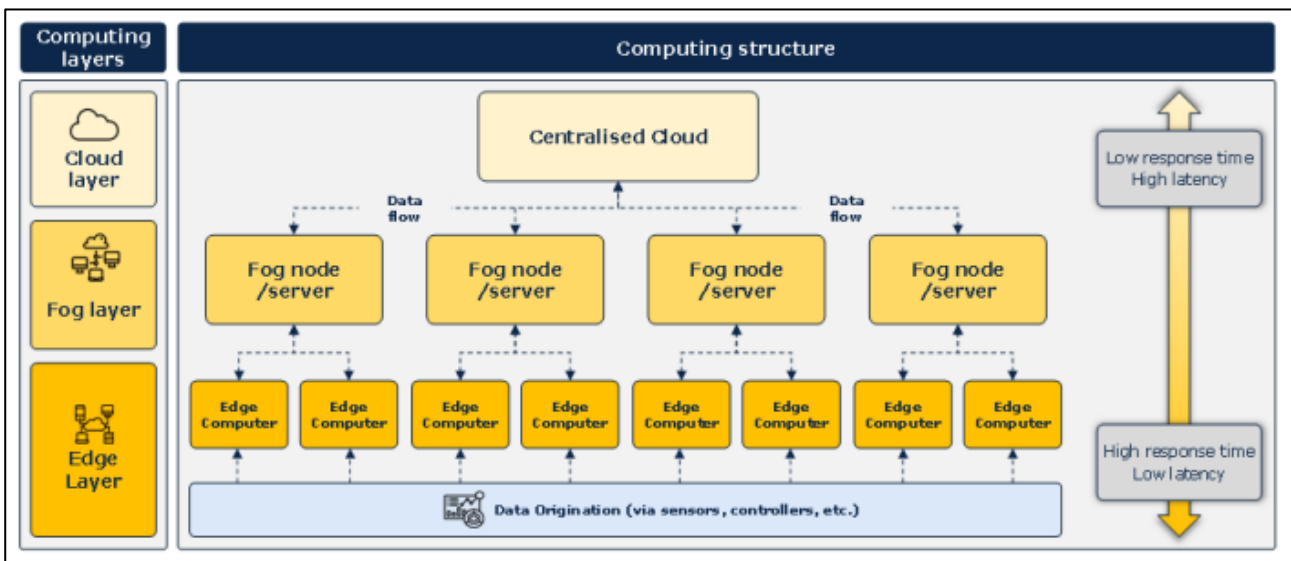 Computing
layers
Computing structure
Cloud
layer
Centralised Cloud
Low response time
High latency
Data
flow
Data
flow
Fog layer
Fog node
/server
Fog node
/server
Fog node
/server
Fog node
/server
Edge
Layer
Edge
Computer
Edge
Computer
Edge
Computer
Edge
Computer
Edge
Computer
Edge
Computer
Edge
Computer
Edge
Computer
High response time
Low latency
Data Origination (via sensors, controllers, etc.)